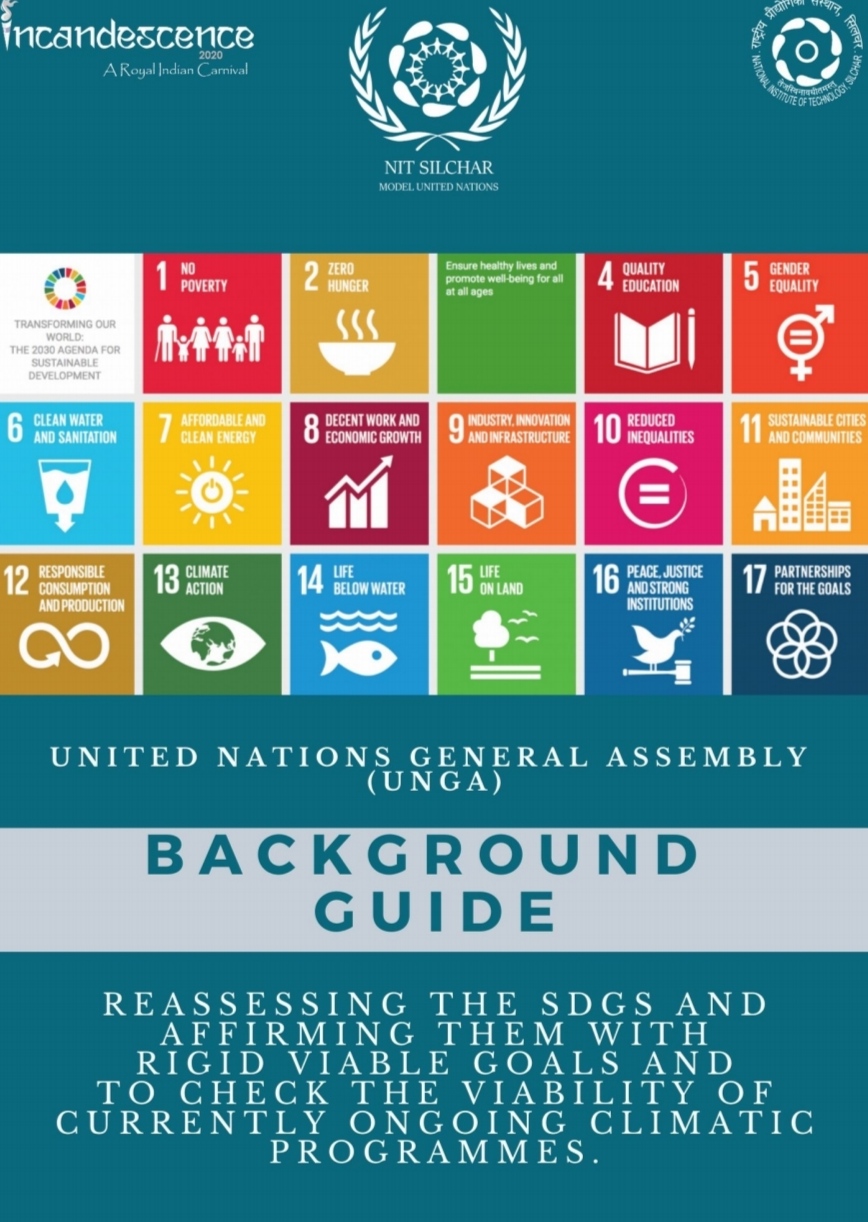 incandescence
2020
A Royal Indian Carnival
NIT SILCHAR
MODEL UNITED NATIONS
राष्ट्रीय प्रौद्योगिकी संस्थान, सिलचर
NATIONAL INSTITUTE OF TECHNOLOGY, SILCHAR
TRANSFORMING OUR
WORLD:
THE 2030 AGENDA FOR
SUSTAINABLE
DEVELOPMENT
1 NO
POVERTY
2 ZERO
HUNGER
Ensure healthy lives and
promote well-being for all
at all ages
4 QUALITY
EDUCATION
5 GENDER
EQUALITY
6 CLEAN WATER
AND SANITATION
7 AFFORDABLE AND
CLEAN ENERGY
8 DECENT WORK AND
ECONOMIC GROWTH
9 INDUSTRY, INNOVATION
AND INFRASTRUCTURE
10 REDUCED
INEQUALITIES
11 SUSTAINABLE CITIES
AND COMMUNITIES
12 RESPONSIBLE
CONSUMPTION
AND PRODUCTION
13 CLIMATE
ACTION
14 LIFE
BELOW WATER
15 LIFE
ON LAND
16 PEACE, JUSTICE
AND STRONG
INSTITUTIONS
17 PARTNERSHIPS
FOR THE GOALS
UNITED NATIONS GENERAL ASSEMBLY
(UNGA)
BACKGROUND
GUIDE
REASSESSING THE SDGS AND
AFFIRMING THEM WITH
RIGID VIABLE GOALS AND
TO CHECK THE VIABILITY OF
CURRENTLY ONGOING CLIMATIC
PROGRAMMES.